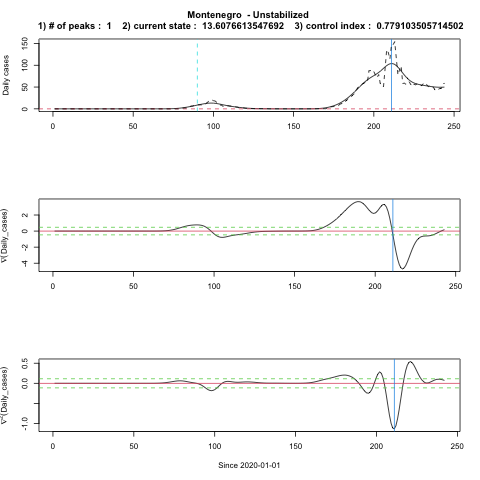 Montenegro - Unstabilized
1) # of peaks : 1 2) current state : 13.6076613547692 3) control index : 0.779103505714502
Daily cases
150
100
50
0
0 50 100 150 200 250
∇(Daily_cases)
2
0
-2
-4
0 50 100 150 200 250
∇²(Daily_cases)
0.5
0.0
-1.0
0 50 100 150 200 250
Since 2020-01-01